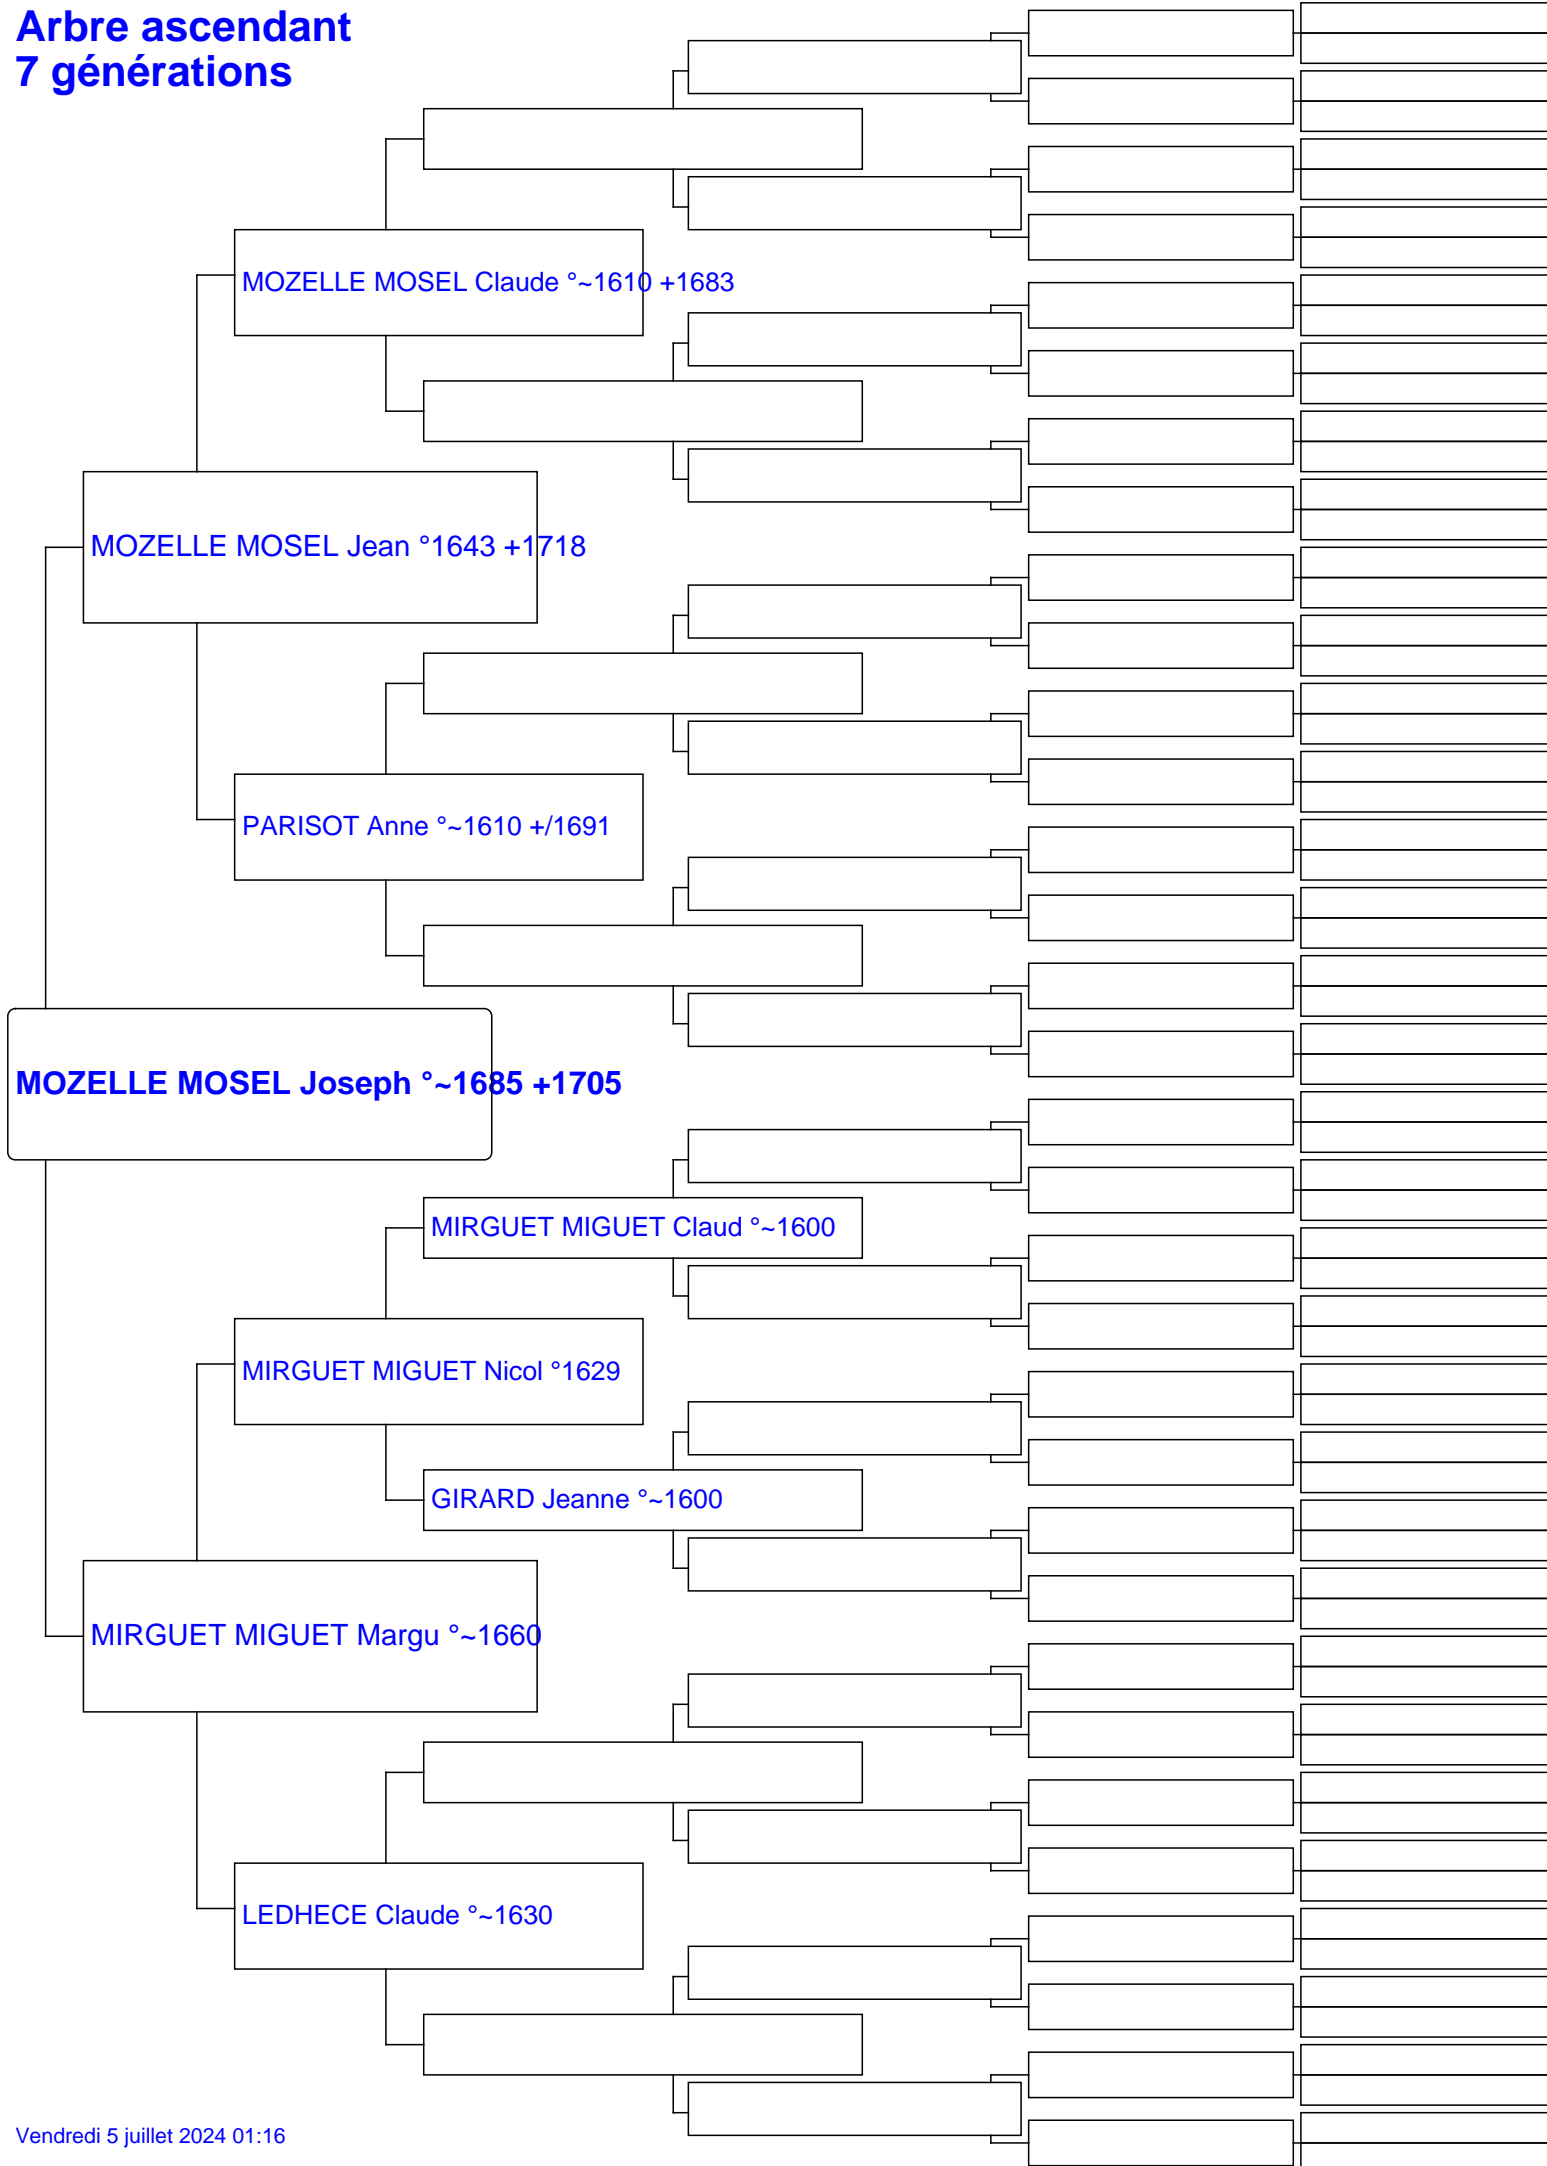 Arbre ascendant
7 générations
MOZELLE MOSEL Claude °~1610 +1683
MOZELLE MOSEL Jean °1643 +1718
PARISOT Anne °~1610 +/1691
MOZELLE MOSEL Joseph °~1685 +1705
MIRGUET MIGUET Claud °~1600
MIRGUET MIGUET Nicol °1629
GIRARD Jeanne °~1600
MIRGUET MIGUET Margu °~1660
LEDHECE Claude °~1630
Vendredi 5 juillet 2024 01:16